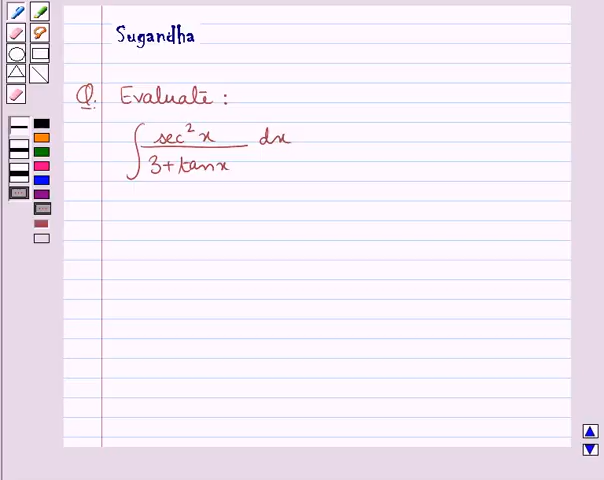 Sugandha
Q. Evaluate :
∫ sec²x / 3+tanx dx